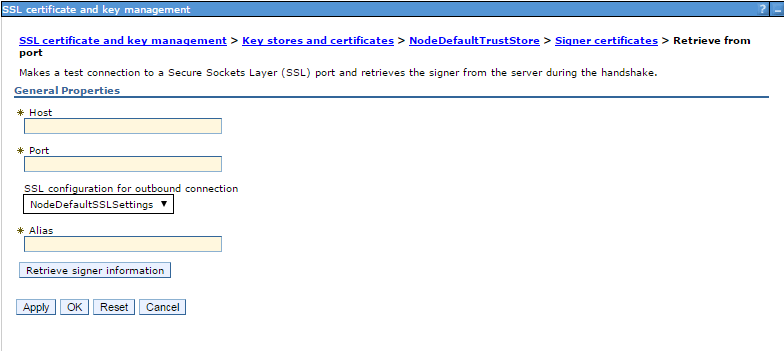 SSL certificate and key management ? _
SSL certificate and key management > Key stores and certificates > NodeDefaultTrustStore > Signer certificates > Retrieve from
port
Makes a test connection to a Secure Sockets Layer (SSL) port and retrieves the signer from the server during the handshake.
General Properties
* Host
* Port
SSL configuration for outbound connection
NodeDefaultSSLSettings ▼
* Alias
Retrieve signer information
Apply OK Reset Cancel